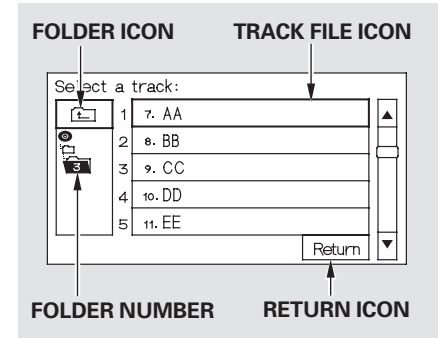 FOLDER ICON TRACK FILE ICON
Select a track:
1 7. AA
2 8. BB
3 3 9. CC
4 10. DD
5 11. EE
Return
FOLDER NUMBER RETURN ICON